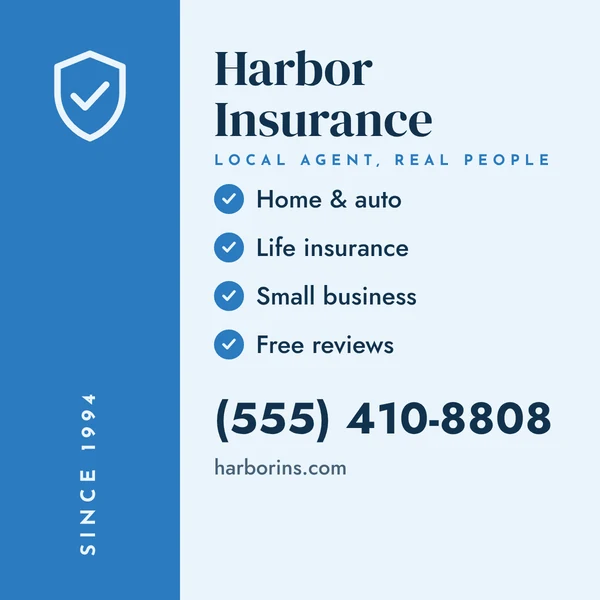 Harbor
Insurance
LOCAL AGENT, REAL PEOPLE
Home & auto
Life insurance
Small business
Free reviews
(555) 410-8808
harborins.com
SINCE 1994